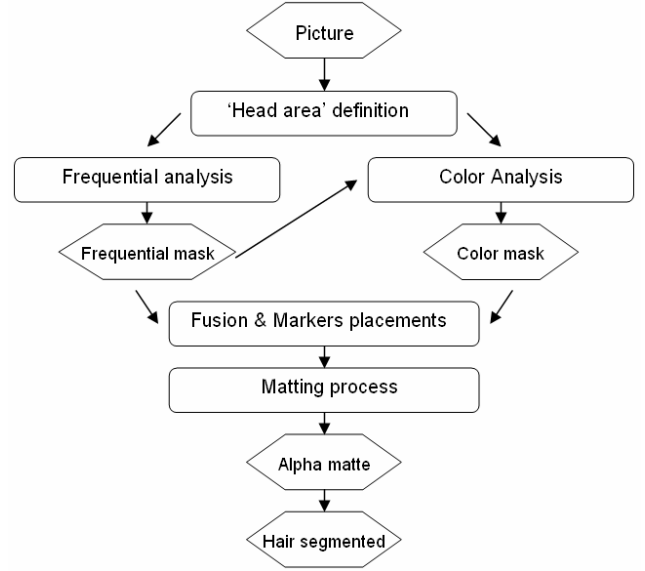 Picture
‘Head area’ definition
Frequential analysis
Color Analysis
Frequential mask
Color mask
Fusion & Markers placements
Matting process
Alpha matte
Hair segmented